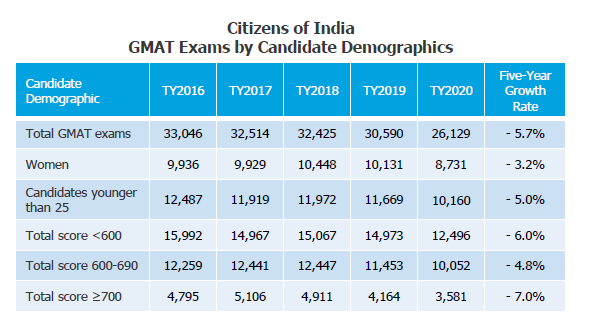 Citizens of India
GMAT Exams by Candidate Demographics
Candidate Demographic TY2016 TY2017 TY2018 TY2019 TY2020 Five-Year Growth Rate
Total GMAT exams 33,046 32,514 32,425 30,590 26,129 - 5.7%
Women 9,936 9,929 10,448 10,131 8,731 - 3.2%
Candidates younger than 25 12,487 11,919 11,972 11,669 10,160 - 5.0%
Total score <600 15,992 14,967 15,067 14,973 12,496 - 6.0%
Total score 600-690 12,259 12,441 12,447 11,453 10,052 - 4.8%
Total score ≥700 4,795 5,106 4,911 4,164 3,581 - 7.0%